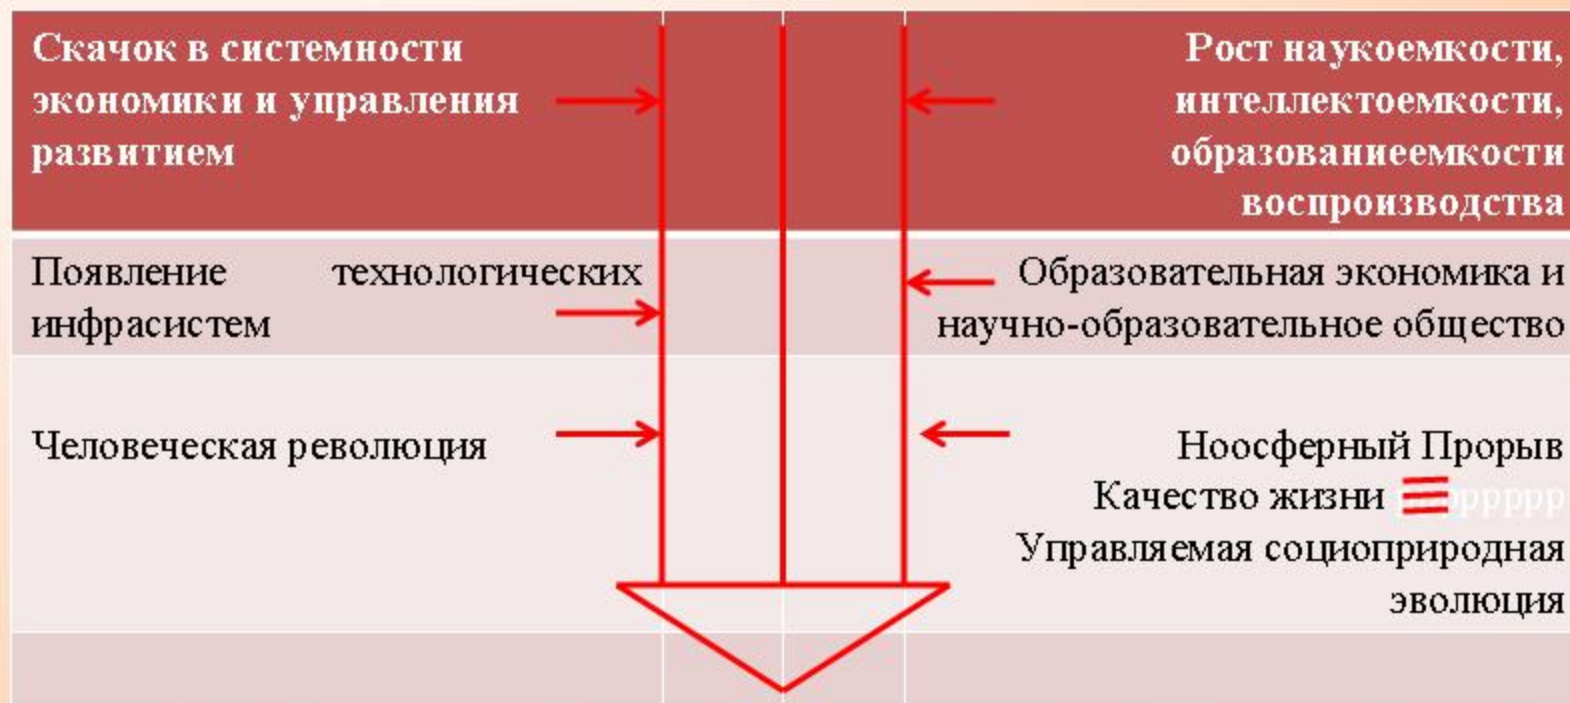 Скачок в системности
экономики и управления
развитием
Рост наукоемкости,
интеллектоемкости,
образованиеемкости
воспроизводства
Появление технологических
инфрасистем
Образовательная экономика и
научно-образовательное общество
Человеческая революция
Ноосферный Прорыв
Качество жизни
Управляемая социоприродная
эволюция